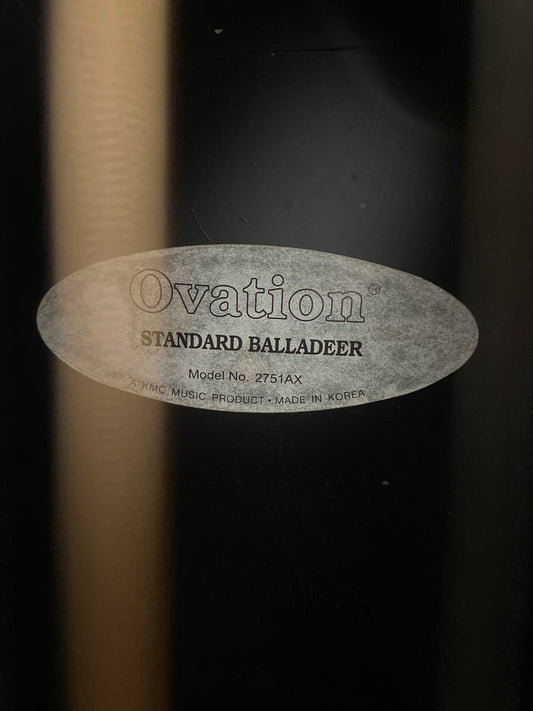 Ovation®
STANDARD BALLADEER
Model No. 2751AX
A KMC MUSIC PRODUCT • MADE IN KOREA